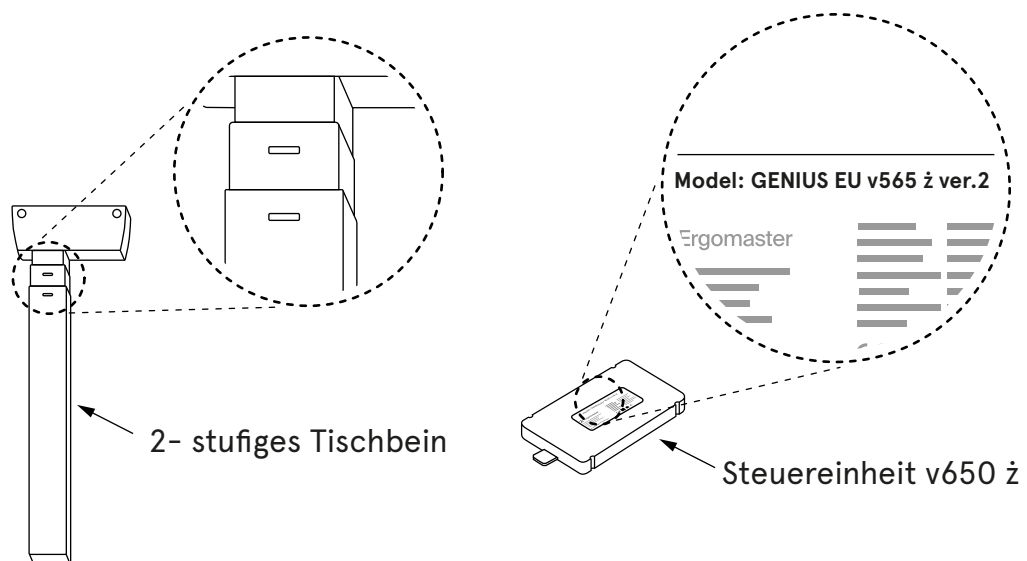 Model: GENIUS EU v565 ż ver.2
Ergomaster
2- stufiges Tischbein
Steuereinheit v650 ż